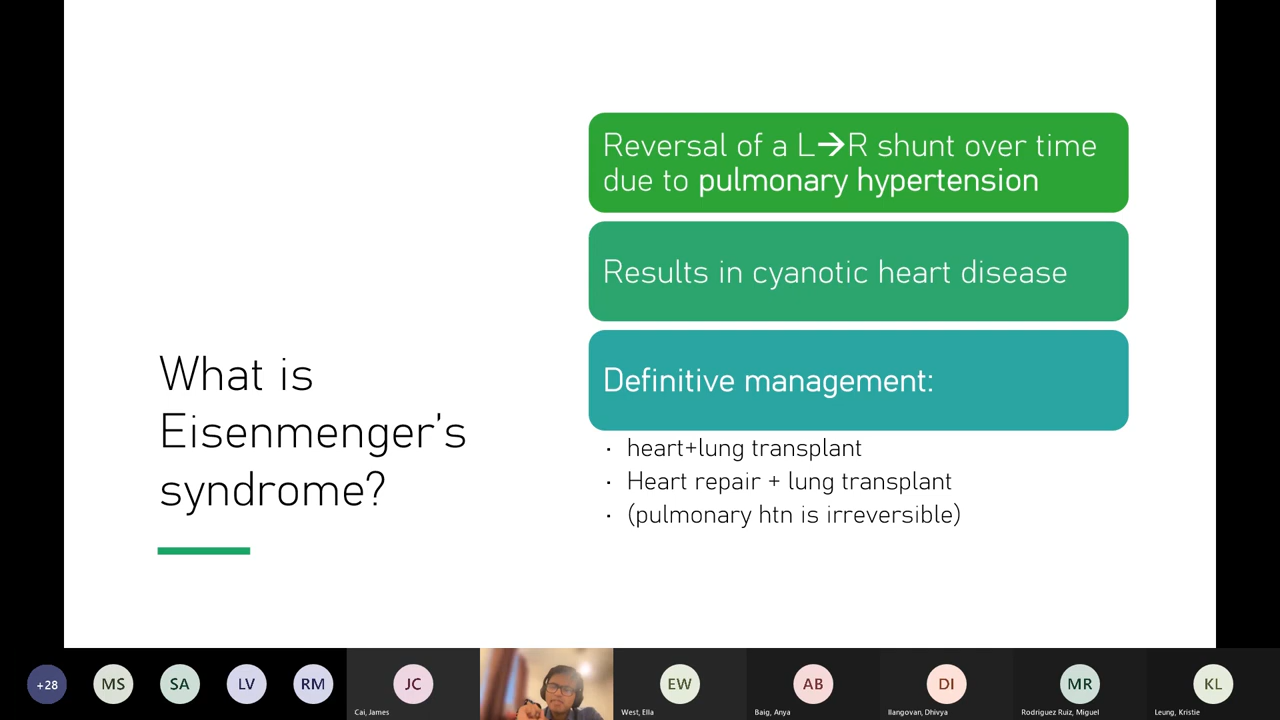 Reversal of a L→R shunt over time
due to pulmonary hypertension
Results in cyanotic heart disease
What is
Eisenmenger’s
syndrome?
Definitive management:
· heart+lung transplant
· Heart repair + lung transplant
· (pulmonary htn is irreversible)
+28
MS
SA
LV
RM
JC
Cai, James
EW
West, Ella
AB
Baig, Anya
DI
Ilangovan, Dhivya
MR
Rodriguez Ruiz, Miguel
KL
Leung, Kristie